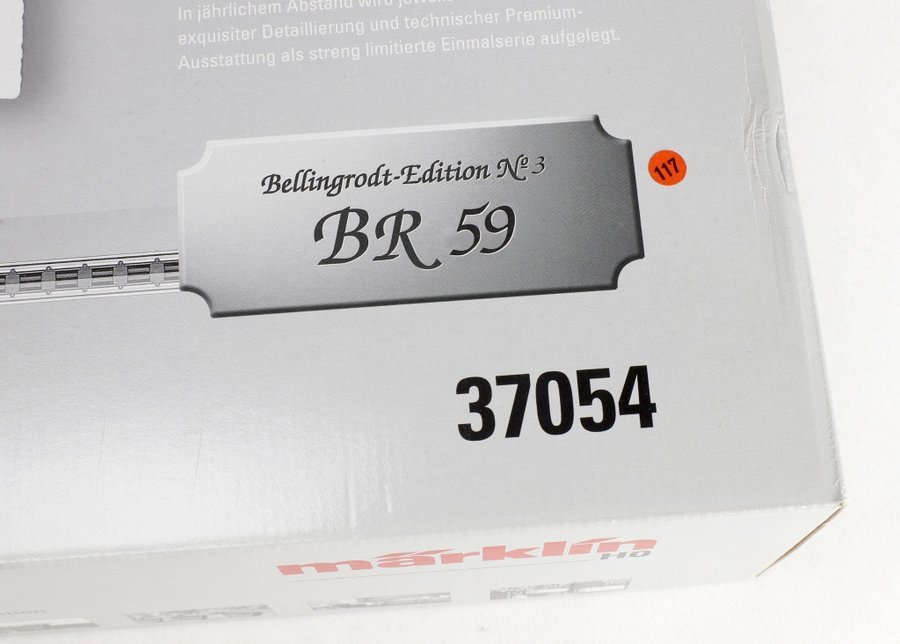 In jährlichem Abstand wird
exquisiter Detaillierung und technischer Premium-
Ausstattung als streng limitierte Einmalserie aufgelegt.
Bellingrodt-Edition Nº 3
BR 59
117
37054
märklin H0